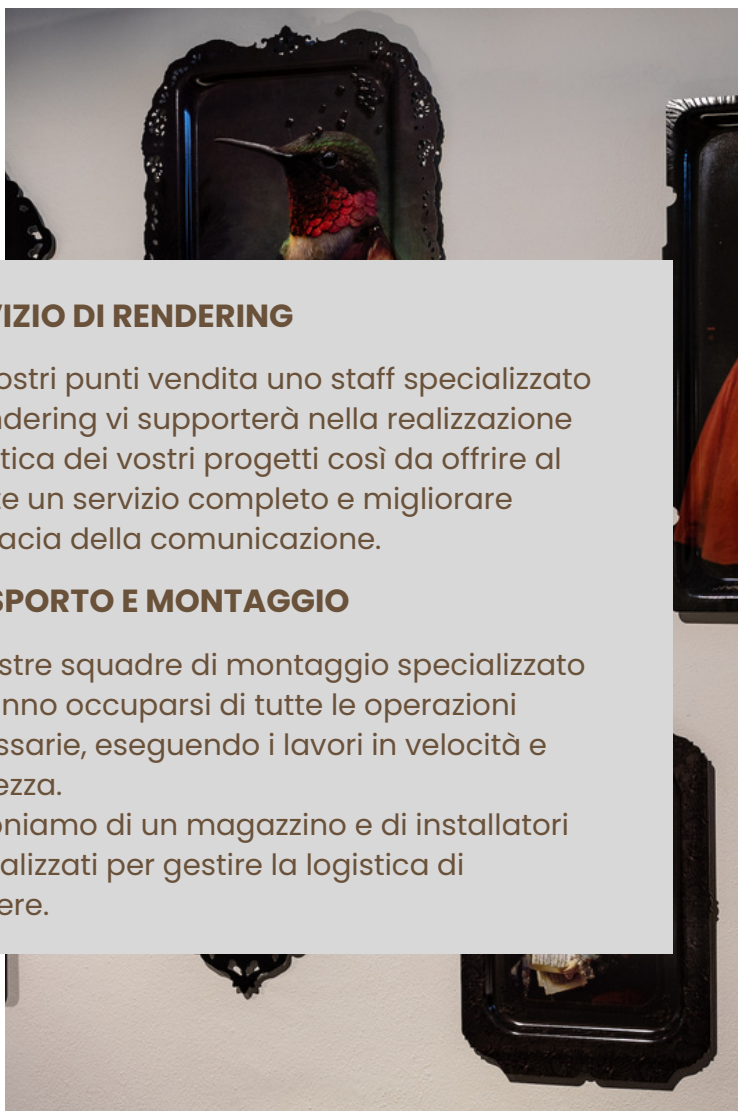 VIZIO DI RENDERING
ostri punti vendita uno staff specializzato
ndering vi supporterà nella realizzazione
tica dei vostri progetti così da offrire al
te un servizio completo e migliorare
acia della comunicazione.
SPORTO E MONTAGGIO
stre squadre di montaggio specializzato
nno occuparsi di tutte le operazioni
ssarie, eseguendo i lavori in velocità e
ezza.
oniamo di un magazzino e di installatori
alizzati per gestire la logistica di
ere.